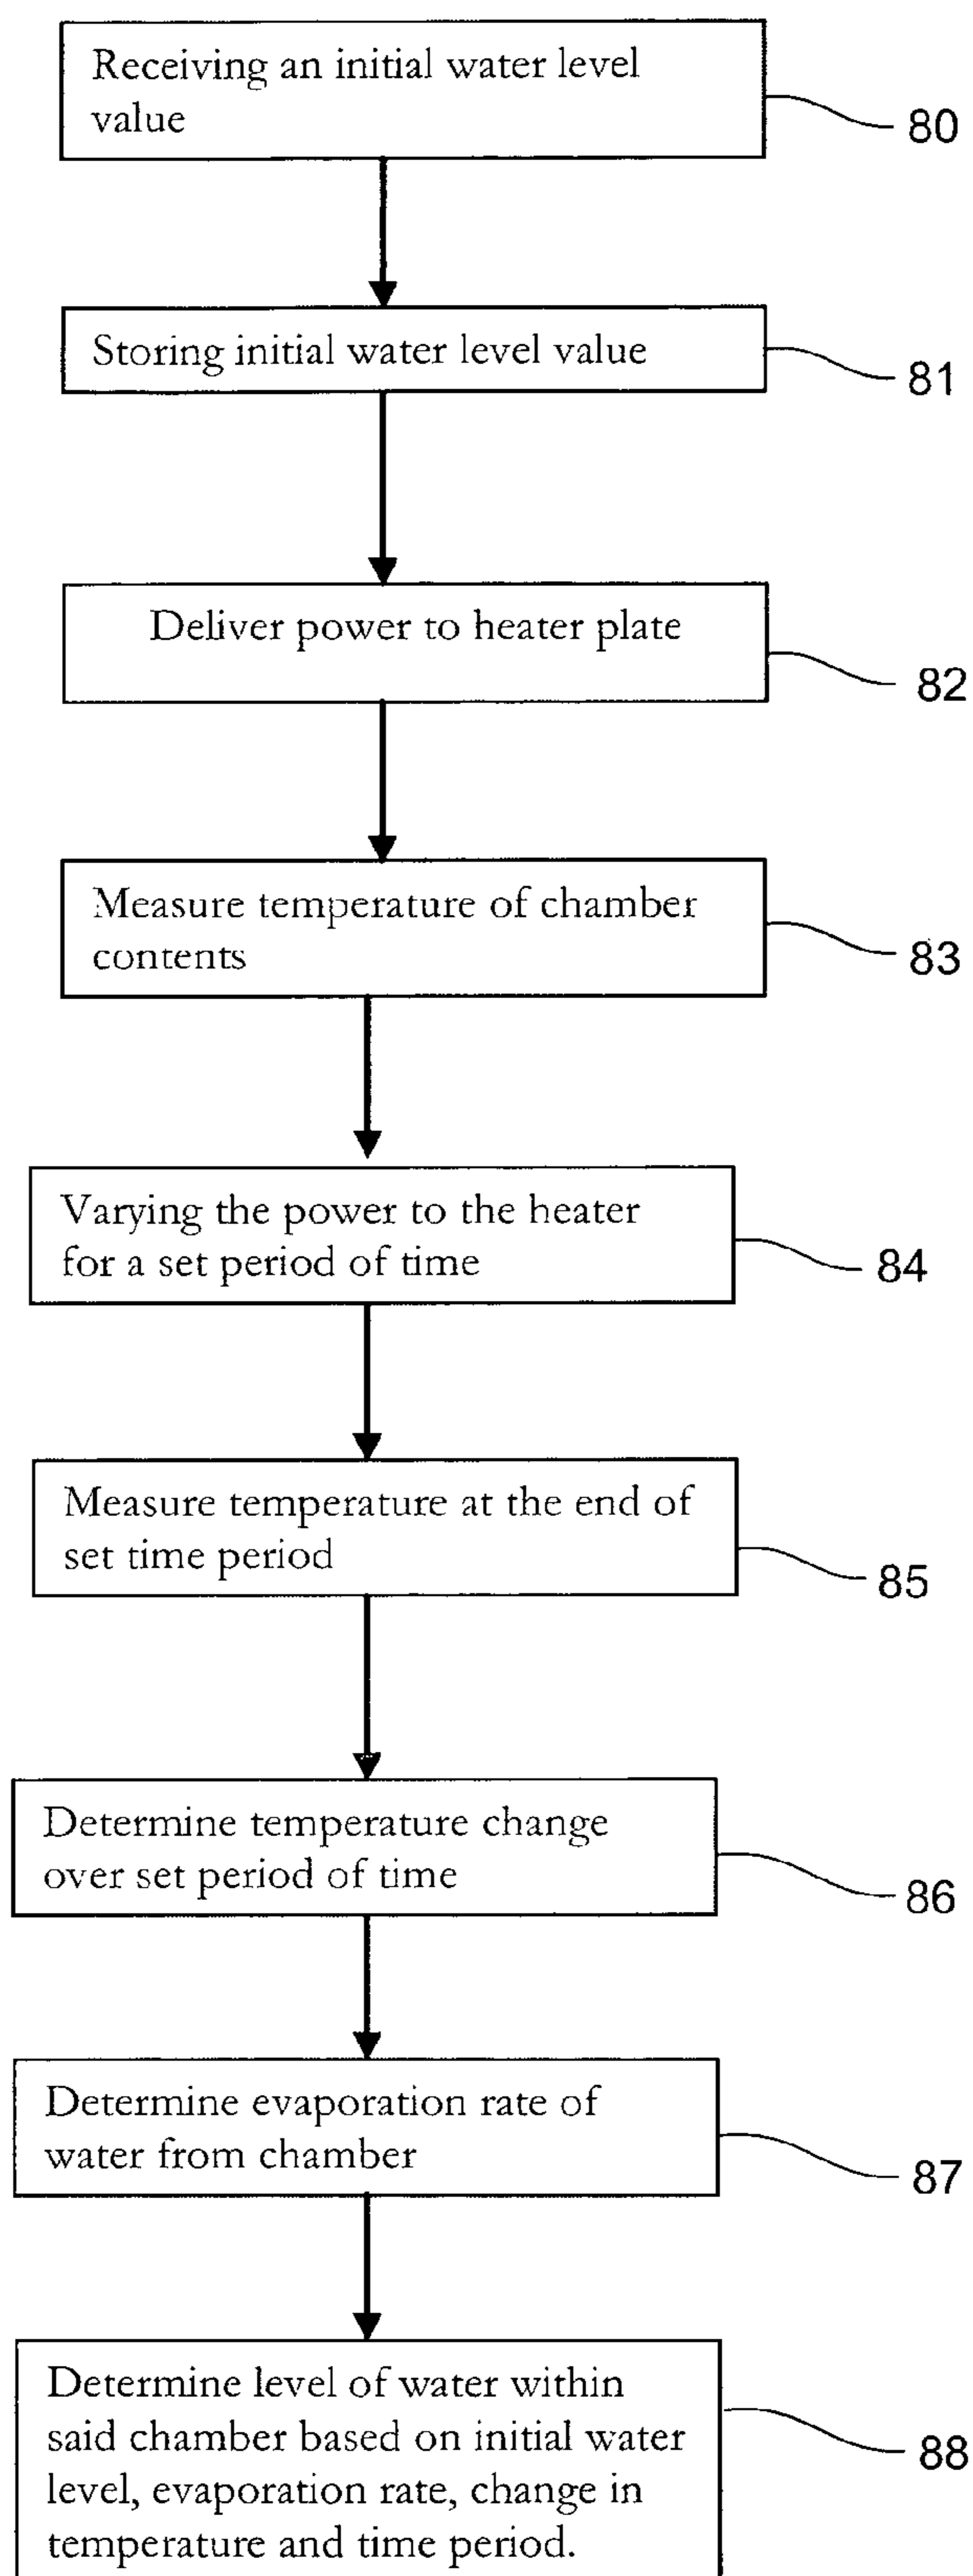 Receiving an initial water level
value
80
Storing initial water level value
81
Deliver power to heater plate
82
Measure temperature of chamber
contents
83
Varying the power to the heater
for a set period of time
84
Measure temperature at the end of
set time period
85
Determine temperature change
over set period of time
86
Determine evaporation rate of
water from chamber
87
Determine level of water within
said chamber based on initial water
level, evaporation rate, change in
temperature and time period.
88